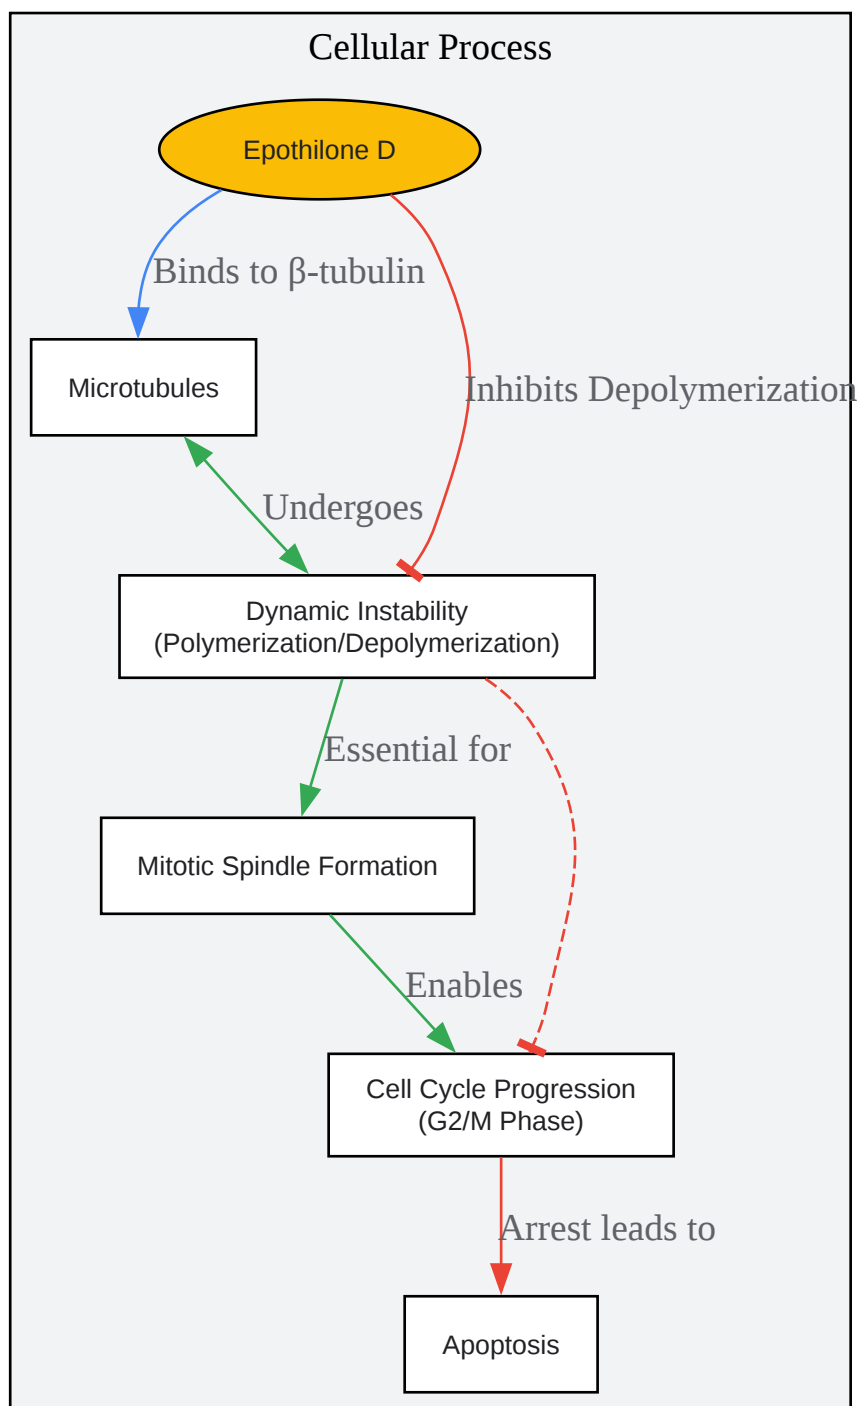 Cellular Process
Epothilone D
Binds to β-tubulin
Microtubules
Inhibits Depolymerization
Undergoes
Dynamic Instability
(Polymerization/Depolymerization)
Essential for
Mitotic Spindle Formation
Enables
Cell Cycle Progression
(G2/M Phase)
Arrest leads to
Apoptosis